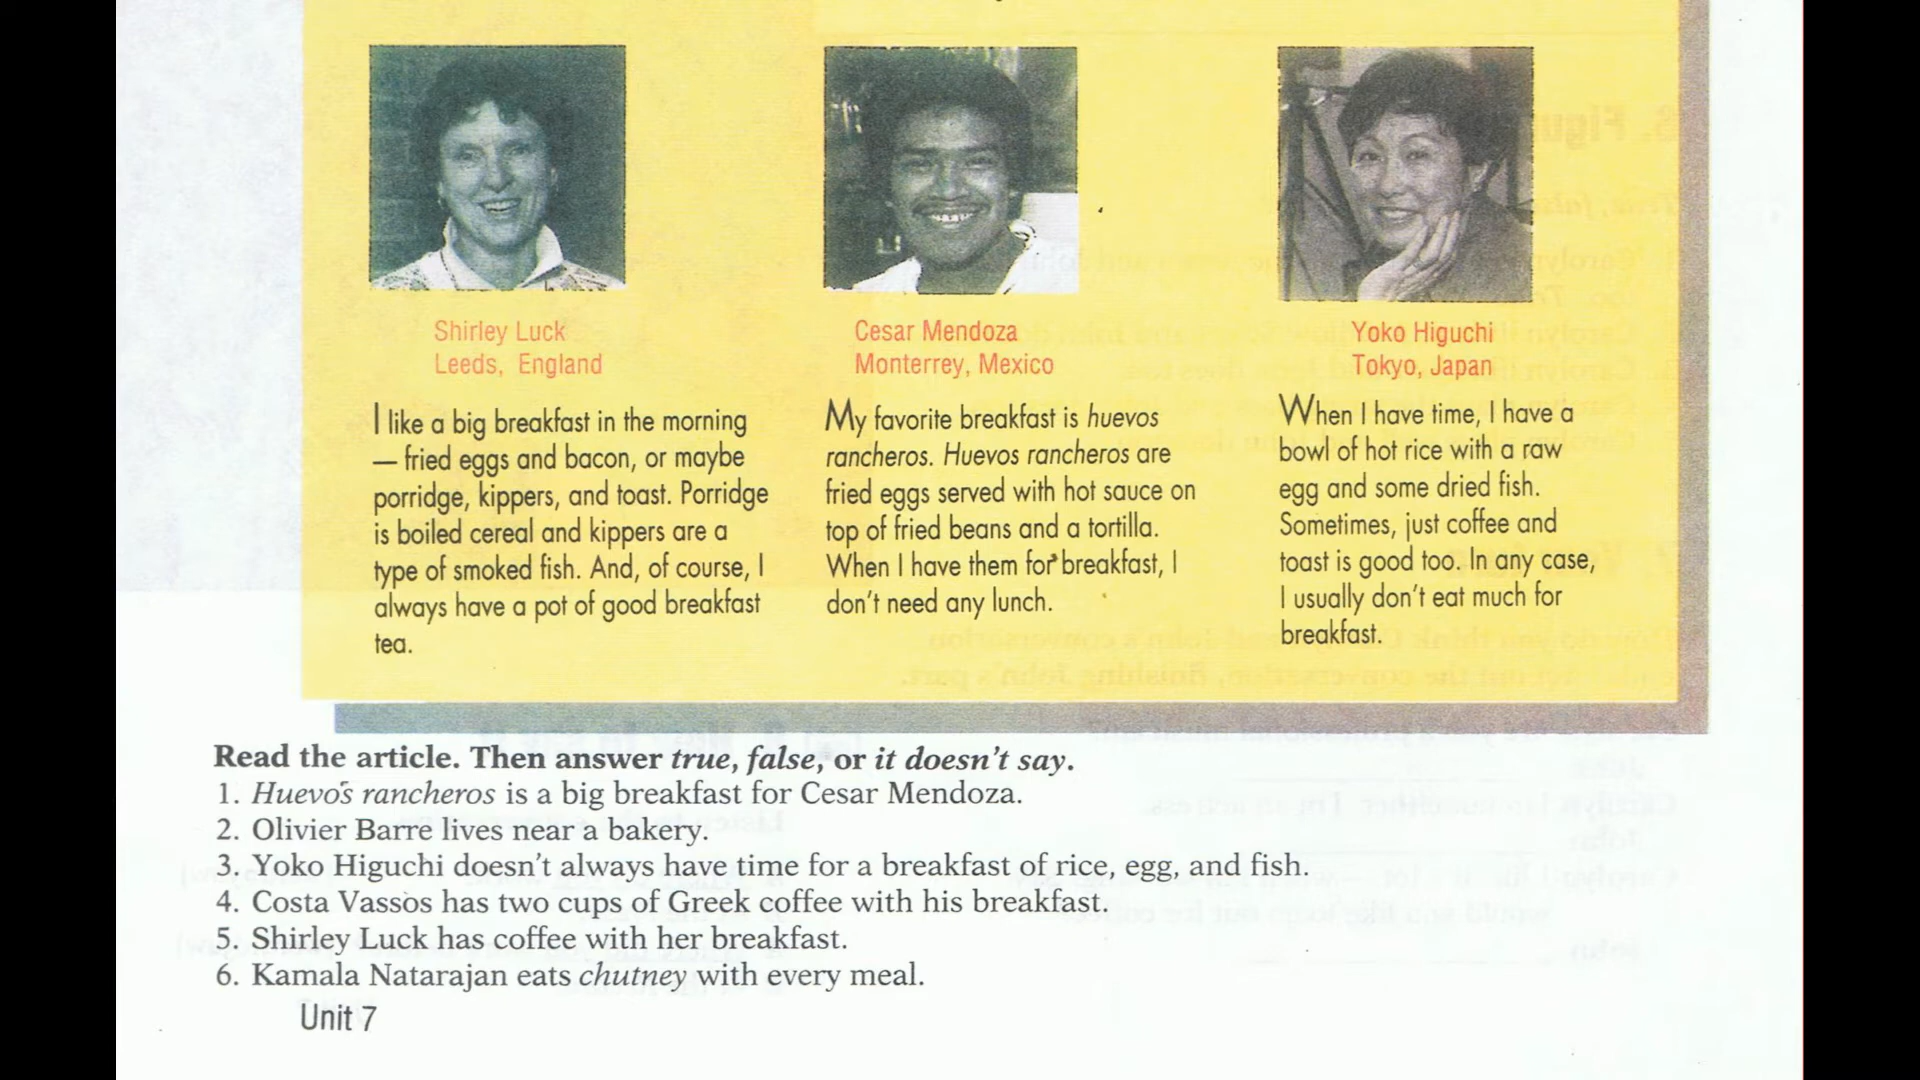 Shirley Luck
Leeds, England
I like a big breakfast in the morning
— fried eggs and bacon, or maybe
porridge, kippers, and toast. Porridge
is boiled cereal and kippers are a
type of smoked fish. And, of course, I
always have a pot of good breakfast
tea.
Cesar Mendoza
Monterrey, Mexico
My favorite breakfast is huevos
rancheros. Huevos rancheros are
fried eggs served with hot sauce on
top of fried beans and a tortilla.
When I have them for breakfast, I
don't need any lunch.
Yoko Higuchi
Tokyo, Japan
When I have time, I have a
bowl of hot rice with a raw
egg and some dried fish.
Sometimes, just coffee and
toast is good too. In any case,
I usually don't eat much for
breakfast.
Read the article. Then answer true, false, or it doesn't say.
1. Huevos rancheros is a big breakfast for Cesar Mendoza.
2. Olivier Barre lives near a bakery.
3. Yoko Higuchi doesn't always have time for a breakfast of rice, egg, and fish.
4. Costa Vassos has two cups of Greek coffee with his breakfast.
5. Shirley Luck has coffee with her breakfast.
6. Kamala Natarajan eats chutney with every meal.
Unit 7